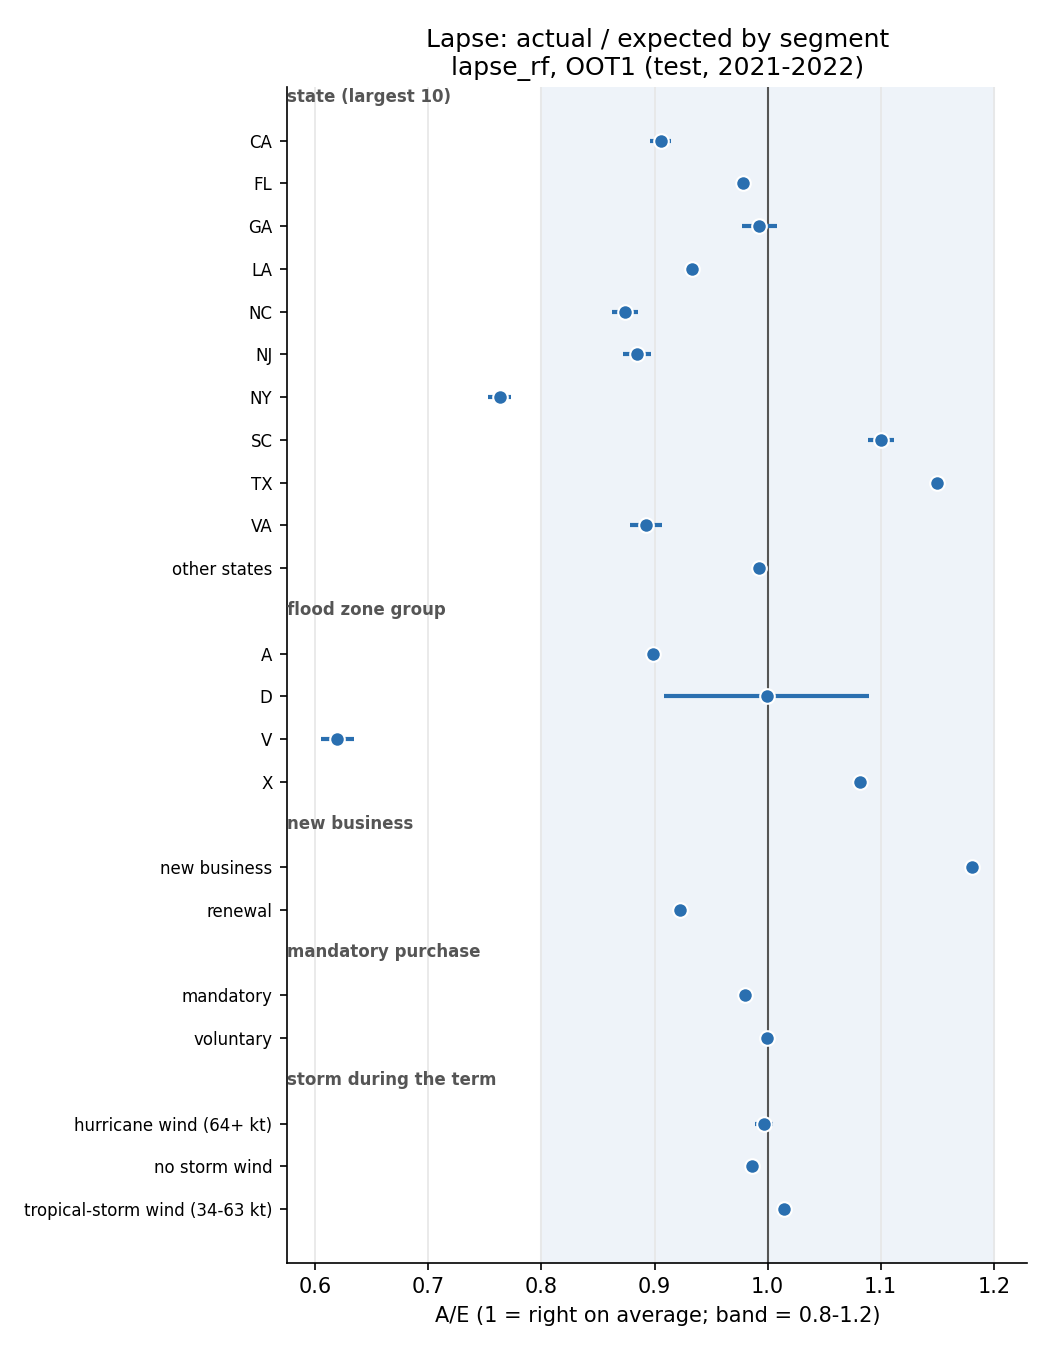 Lapse: actual / expected by segment
lapse_rf, OOT1 (test, 2021-2022)
state (largest 10)
CA
FL
GA
LA
NC
NJ
NY
SC
TX
VA
other states
flood zone group
A
D
V
X
new business
new business
renewal
mandatory purchase
mandatory
voluntary
storm during the term
hurricane wind (64+ kt)
no storm wind
tropical-storm wind (34-63 kt)
0.6 0.7 0.8 0.9 1.0 1.1 1.2
A/E (1 = right on average; band = 0.8-1.2)